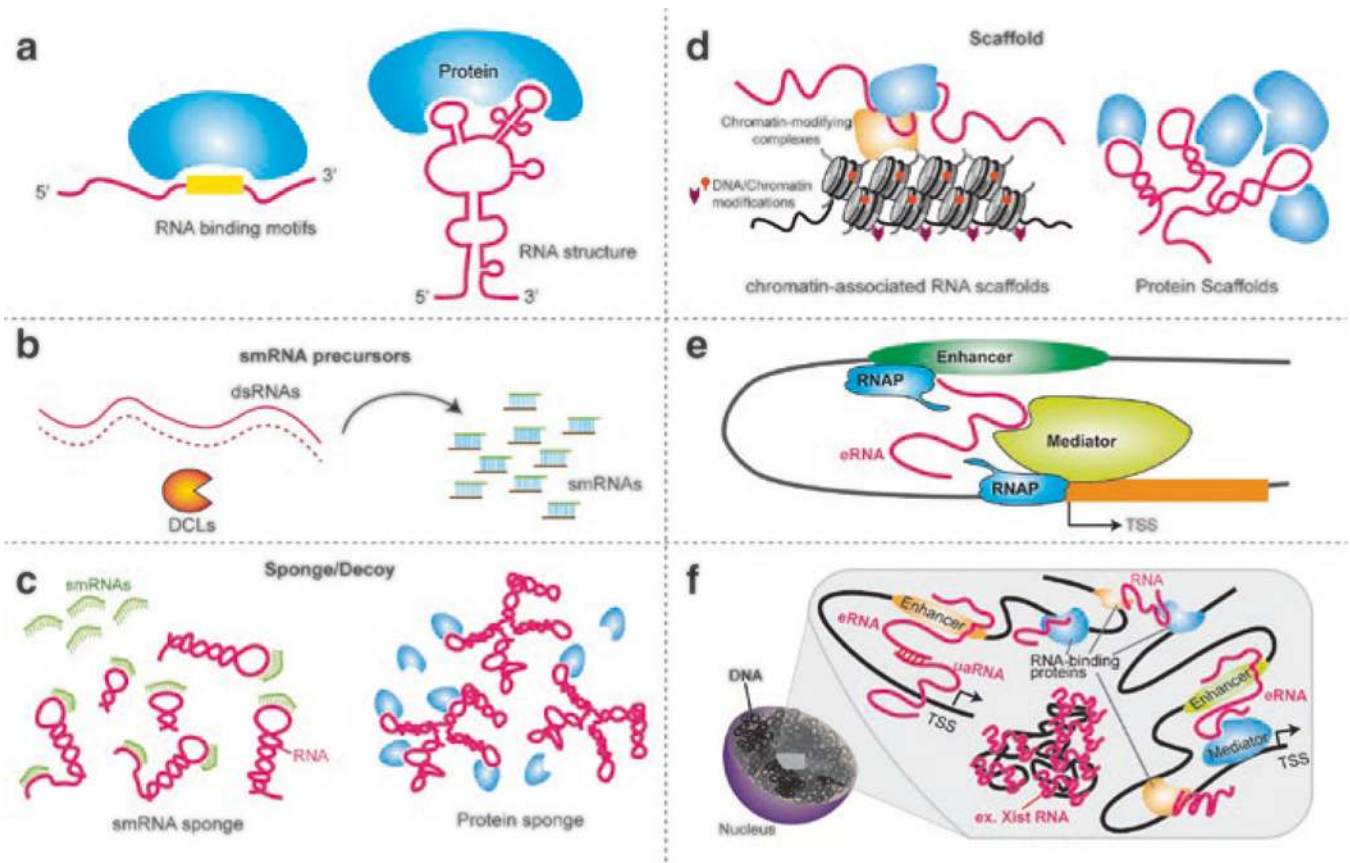 a
Protein
5'
3'
RNA binding motifs
RNA structure
5'
3'
b
smRNA precursors
dsRNAs
smRNAs
DCLs
c
Sponge/Decoy
smRNAs
RNA
smRNA sponge
Protein sponge
d
Scaffold
Chromatin-modifying
complexes
DNA/Chromatin
modifications
chromatin-associated RNA scaffolds
Protein Scaffolds
e
Enhancer
RNAP
eRNA
Mediator
RNAP
TSS
f
DNA
Nucleus
Enhancer
eRNA
uaRNA
TSS
RNA
RNA-binding
proteins
Enhancer
eRNA
Mediator
TSS
ex. Xist RNA